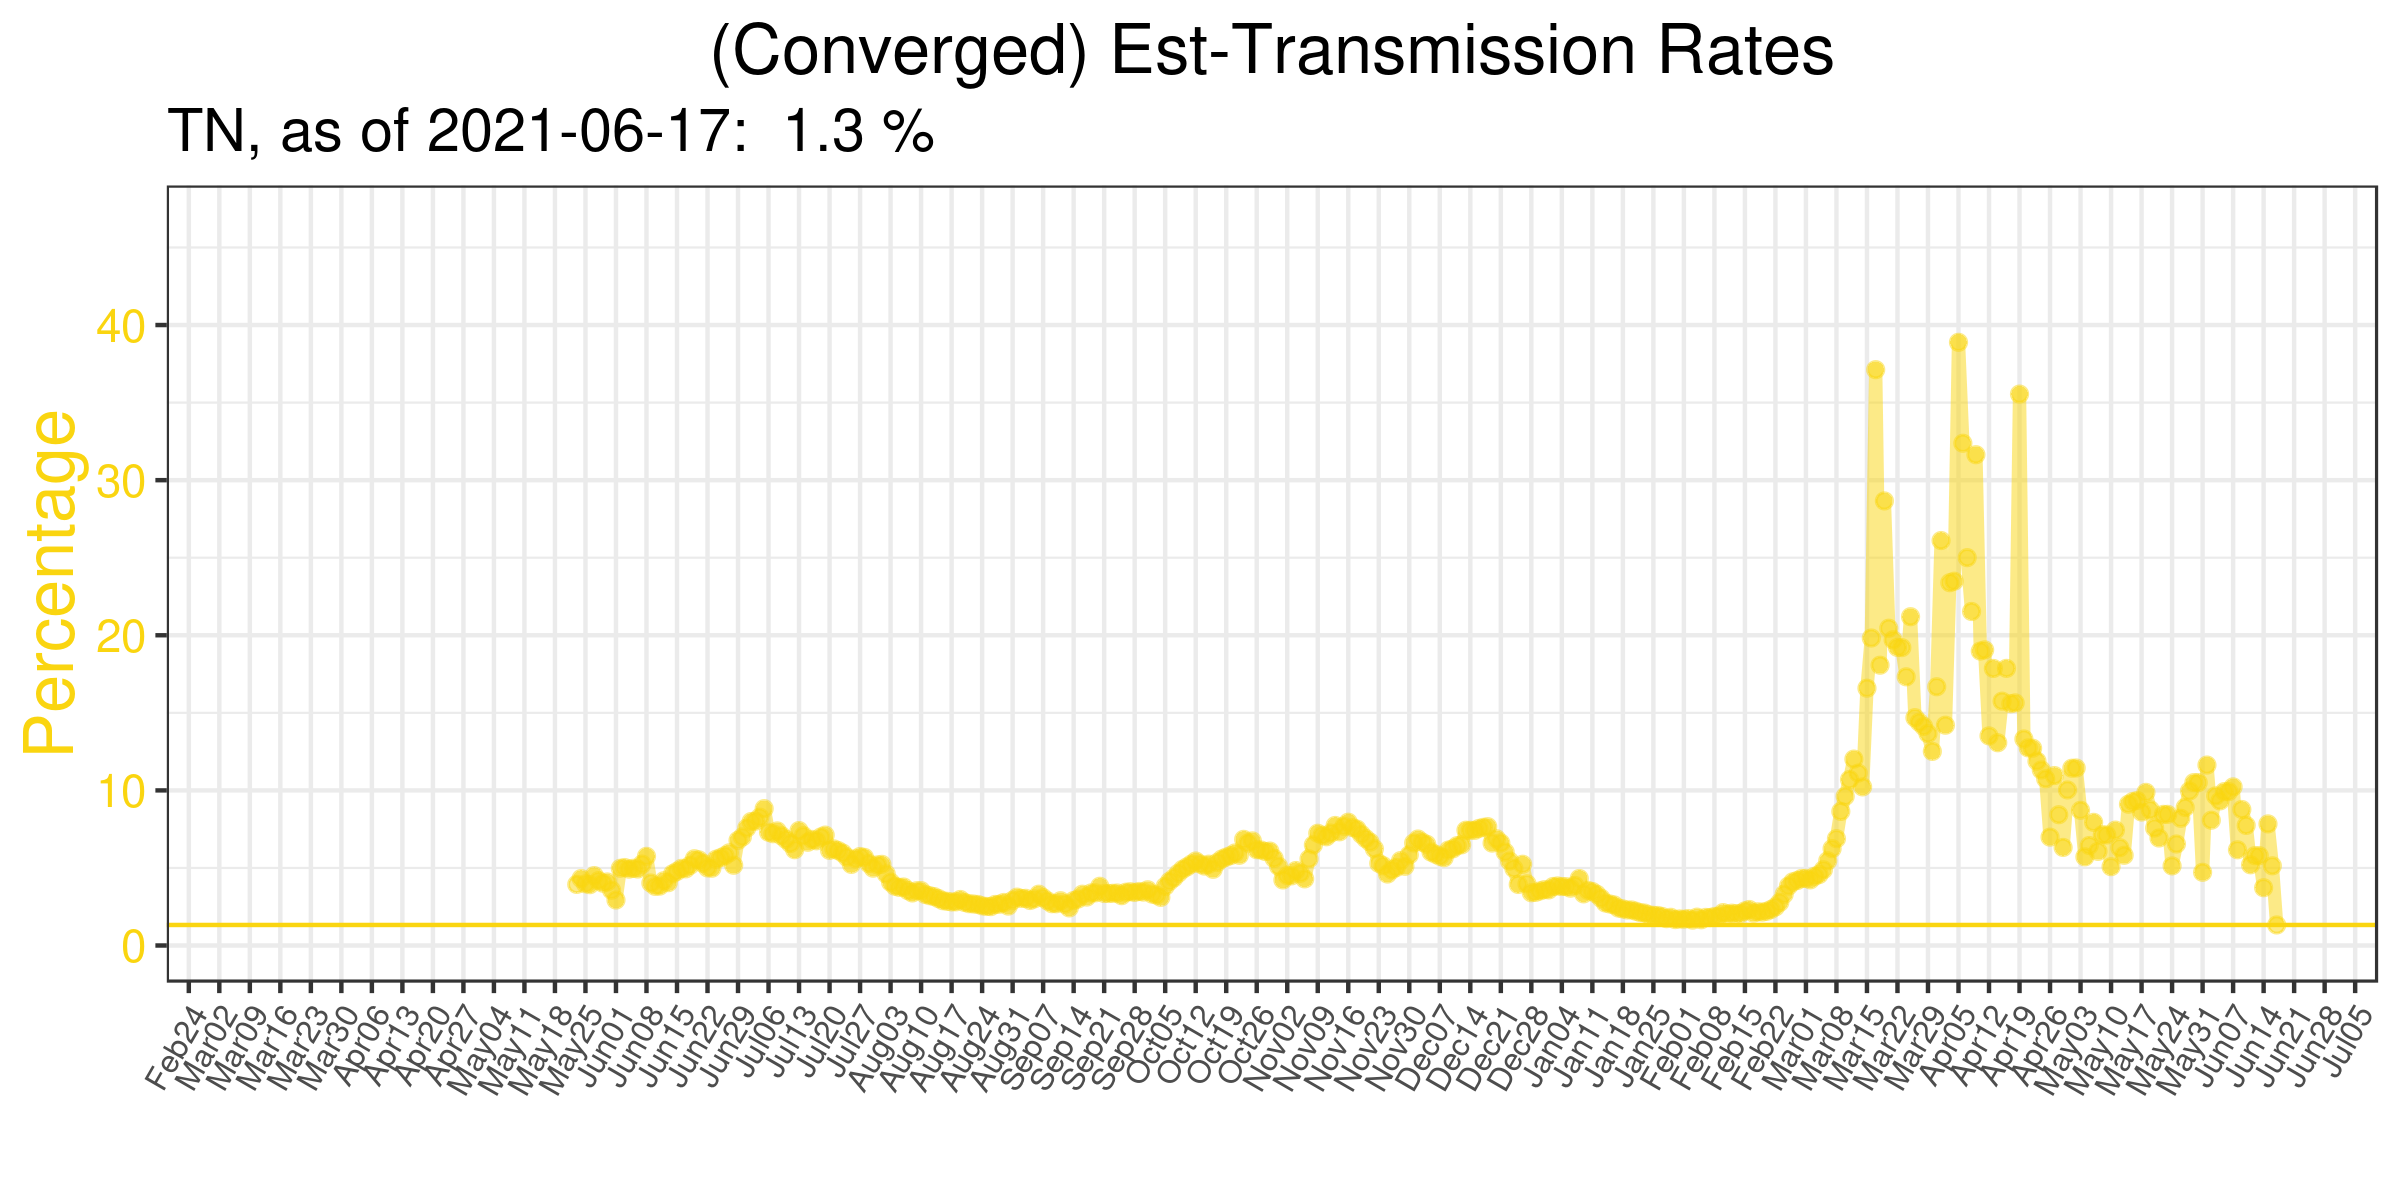 (Converged) Est-Transmission Rates
TN, as of 2021-06-17:  1.3 %
Percentage
40
30
20
10
0
Feb24
Mar02
Mar09
Mar16
Mar23
Mar30
Apr06
Apr13
Apr20
Apr27
May04
May11
May18
May25
Jun01
Jun08
Jun15
Jun22
Jun29
Jul06
Jul13
Jul20
Jul27
Aug03
Aug10
Aug17
Aug24
Aug31
Sep07
Sep14
Sep21
Sep28
Oct05
Oct12
Oct19
Oct26
Nov02
Nov09
Nov16
Nov23
Nov30
Dec07
Dec14
Dec21
Dec28
Jan04
Jan11
Jan18
Jan25
Feb01
Feb08
Feb15
Feb22
Mar01
Mar08
Mar15
Mar22
Mar29
Apr05
Apr12
Apr19
Apr26
May03
May10
May17
May24
May31
Jun07
Jun14
Jun21
Jun28
Jul05